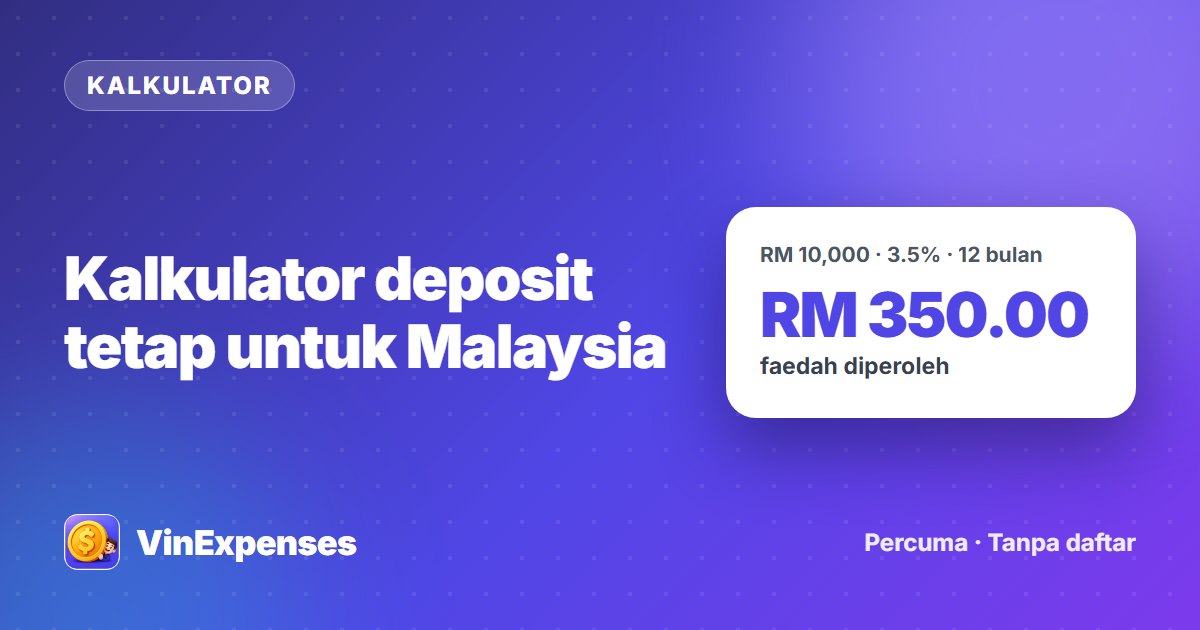 KALKULATOR
Kalkulator deposit
tetap untuk Malaysia
RM 10,000 · 3.5% · 12 bulan
RM 350.00
faedah diperoleh
$
VinExpenses
Percuma · Tanpa daftar